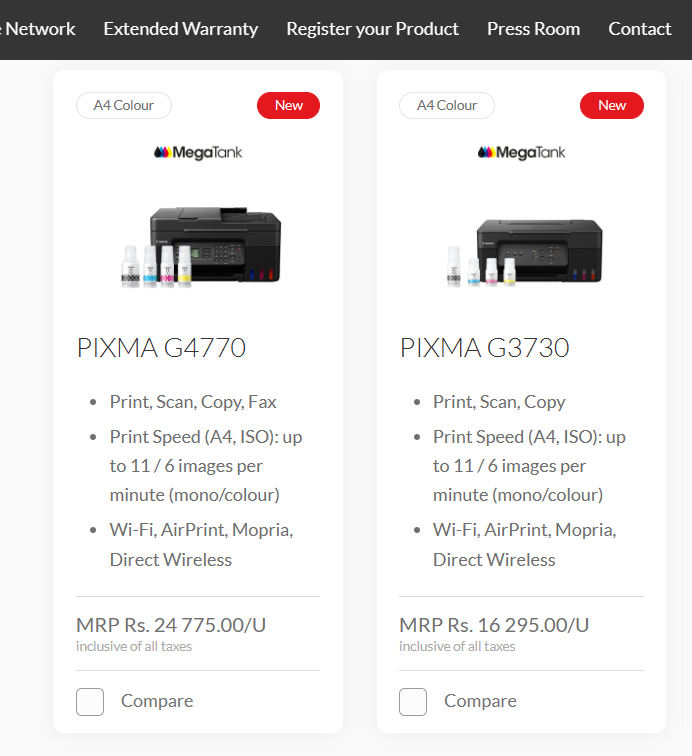 Network Extended Warranty Register your Product Press Room Contact
A4 Colour
New
MegaTank
PIXMA G4770
Print, Scan, Copy, Fax
Print Speed (A4, ISO): up
to 11 / 6 images per
minute (mono/colour)
Wi-Fi, AirPrint, Mopria,
Direct Wireless
MRP Rs. 24 775.00/U
inclusive of all taxes
Compare
A4 Colour
New
MegaTank
PIXMA G3730
Print, Scan, Copy
Print Speed (A4, ISO): up
to 11 / 6 images per
minute (mono/colour)
Wi-Fi, AirPrint, Mopria,
Direct Wireless
MRP Rs. 16 295.00/U
inclusive of all taxes
Compare